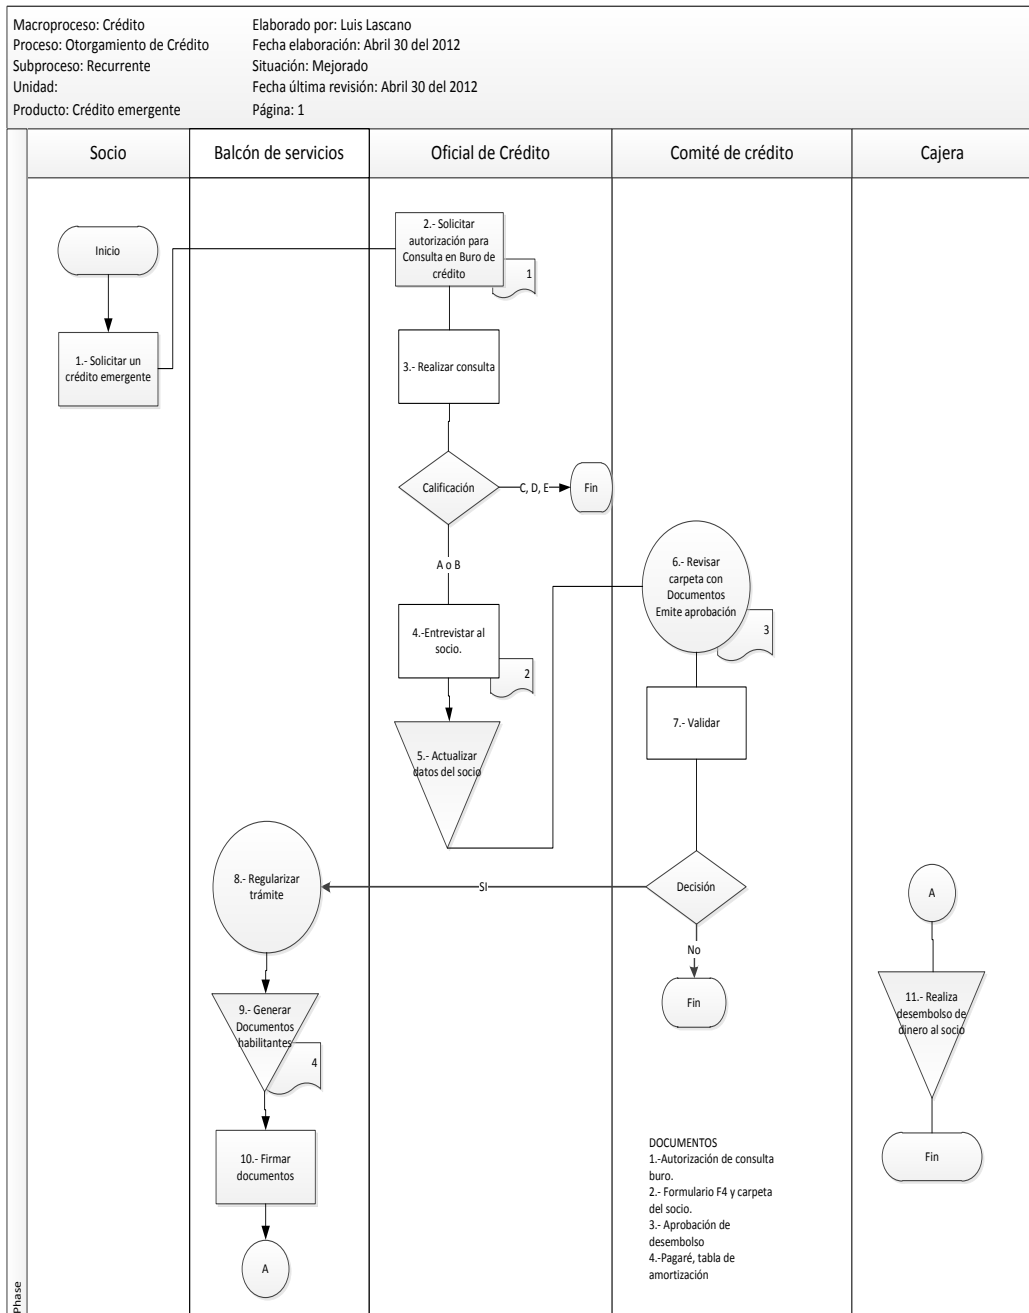 Macroproceso: Crédito
Proceso: Otorgamiento de Crédito
Subproceso: Recurrente
Unidad:
Producto: Crédito emergente
Elaborado por: Luis Lascano
Fecha elaboración: Abril 30 del 2012
Situación: Mejorado
Fecha última revisión: Abril 30 del 2012
Página: 1
Socio
Balcón de servicios
Oficial de Crédito
Comité de crédito
Cajera
Inicio
1.- Solicitar un
crédito emergente
2.- Solicitar
autorización para
Consulta en Buro de
crédito
1
3.- Realizar consulta
Calificación
C, D, E
Fin
A o B
4.-Entrevistar al
socio.
2
5.- Actualizar
datos del socio
6.- Revisar
carpeta con
Documentos
Emite aprobación
3
7.- Validar
Decisión
SI
No
Fin
8.- Regularizar
trámite
9.- Generar
Documentos
habilitantes
4
10.- Firmar
documentos
A
A
11.- Realiza
desembolso de
dinero al socio
Fin
DOCUMENTOS
1.-Autorización de consulta
buro.
2.- Formulario F4 y carpeta
del socio.
3.- Aprobación de
desembolso
4.-Pagaré, tabla de
amortización
Phase